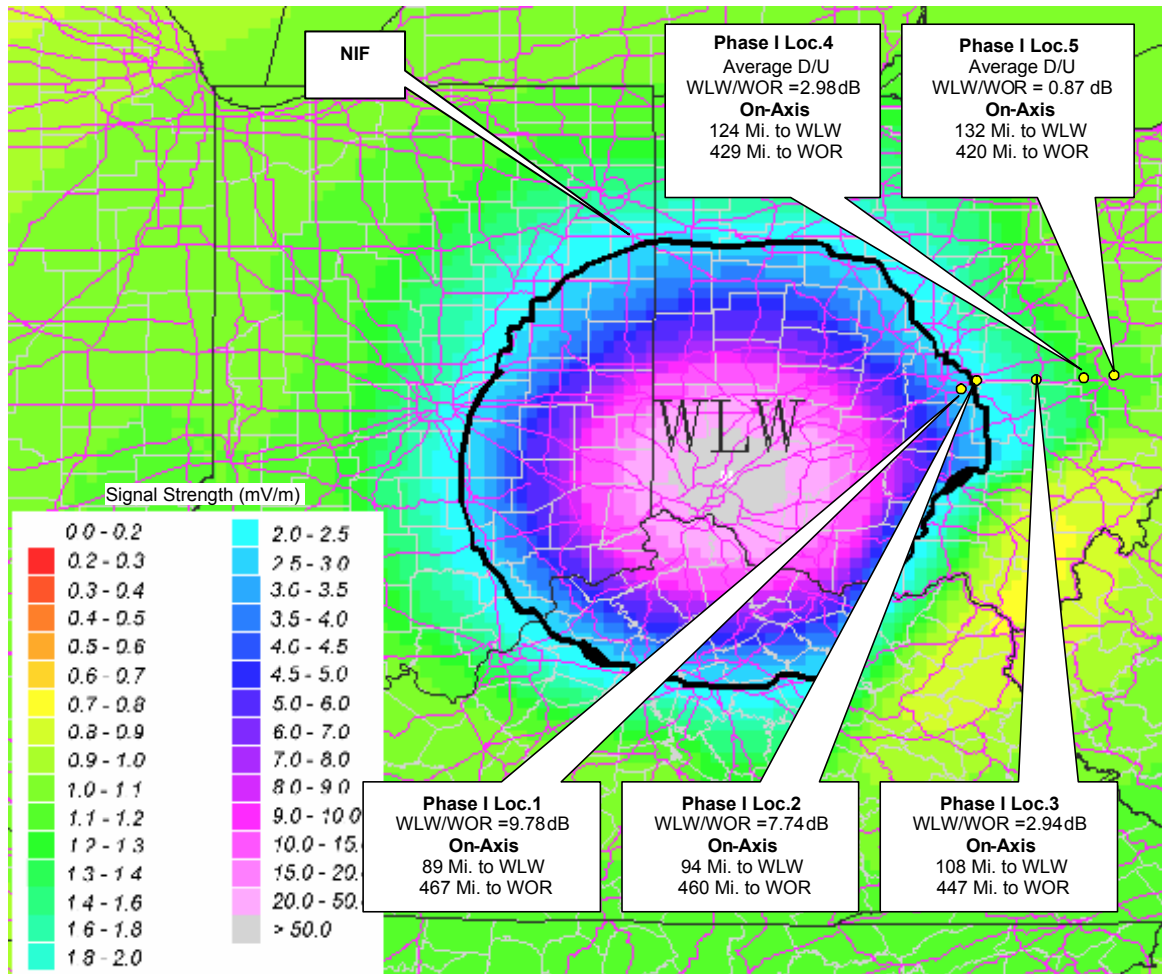 NIF
Phase I Loc.4
Average D/U
WLW/WOR =2.98dB
On-Axis
124 Mi. to WLW
429 Mi. to WOR
Phase I Loc.5
Average D/U
WLW/WOR = 0.87 dB
On-Axis
132 Mi. to WLW
420 Mi. to WOR
WLW
Signal Strength (mV/m)
0.0 - 0.2
0.2 - 0.3
0.3 - 0.4
0.4 - 0.5
0.5 - 0.6
0.6 - 0.7
0.7 - 0.8
0.8 - 0.9
0.9 - 1.0
1.0 - 1.1
1.1 - 1.2
1.2 - 1.3
1.3 - 1.4
1.4 - 1.6
1.6 - 1.8
1.8 - 2.0
2.0 - 2.5
2.5 - 3.0
3.0 - 3.5
3.5 - 4.0
4.0 - 4.5
4.5 - 5.0
5.0 - 6.0
6.0 - 7.0
7.0 - 8.0
8.0 - 9.0
9.0 - 10.0
10.0 - 15.
15.0 - 20.
20.0 - 50.
> 50.0
Phase I Loc.1
WLW/WOR =9.78dB
On-Axis
89 Mi. to WLW
467 Mi. to WOR
Phase I Loc.2
WLW/WOR =7.74dB
On-Axis
94 Mi. to WLW
460 Mi. to WOR
Phase I Loc.3
WLW/WOR =2.94dB
On-Axis
108 Mi. to WLW
447 Mi. to WOR